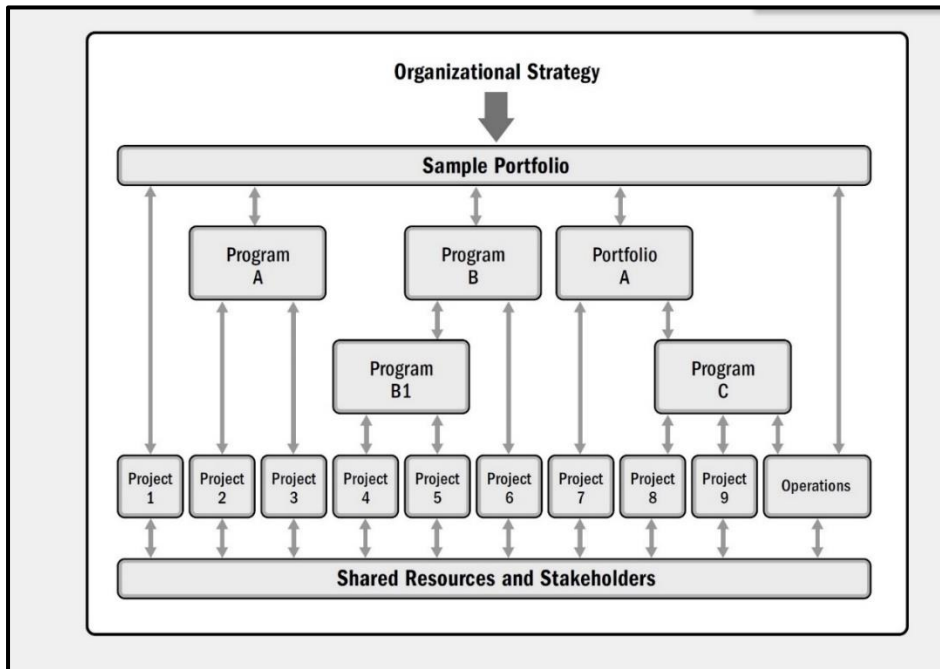 Organizational Strategy
Sample Portfolio
Program
A
Program
B
Portfolio
A
Program
B1
Program
C
Project
1
Project
2
Project
3
Project
4
Project
5
Project
6
Project
7
Project
8
Project
9
Operations
Shared Resources and Stakeholders